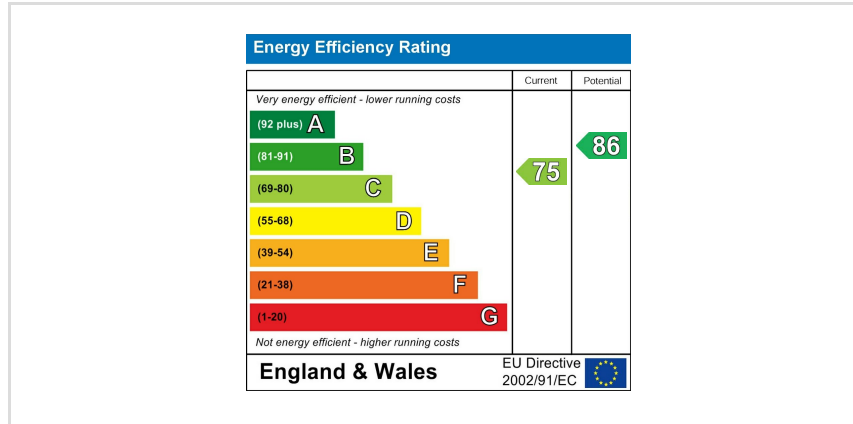 Energy Efficiency Rating
Current Potential
Very energy efficient - lower running costs
(92 plus) A
(81-91) B
(69-80) C
(55-68) D
(39-54) E
(21-38) F
(1-20) G
75
86
Not energy efficient - higher running costs
England & Wales
EU Directive
2002/91/EC